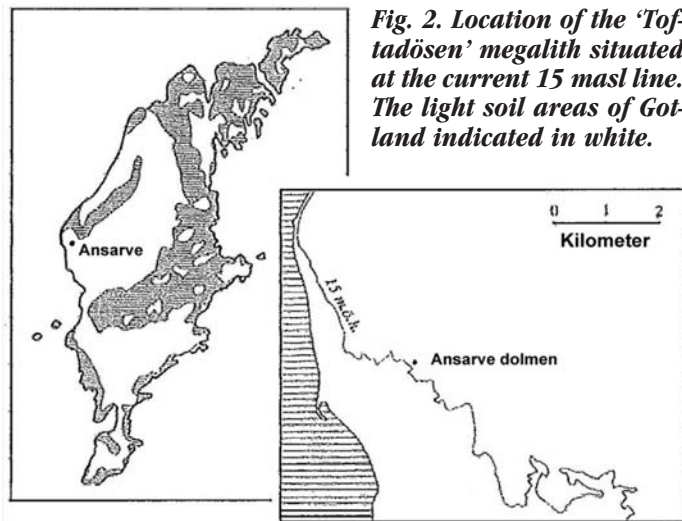 Fig. 2. Location of the ‘Tof-
tadösen’ megalith situated
at the current 15 masl line.
The light soil areas of Got-
land indicated in white.
Ansarve
0 1 2
Kilometer
15 m.ö.h.
Ansarve dolmen